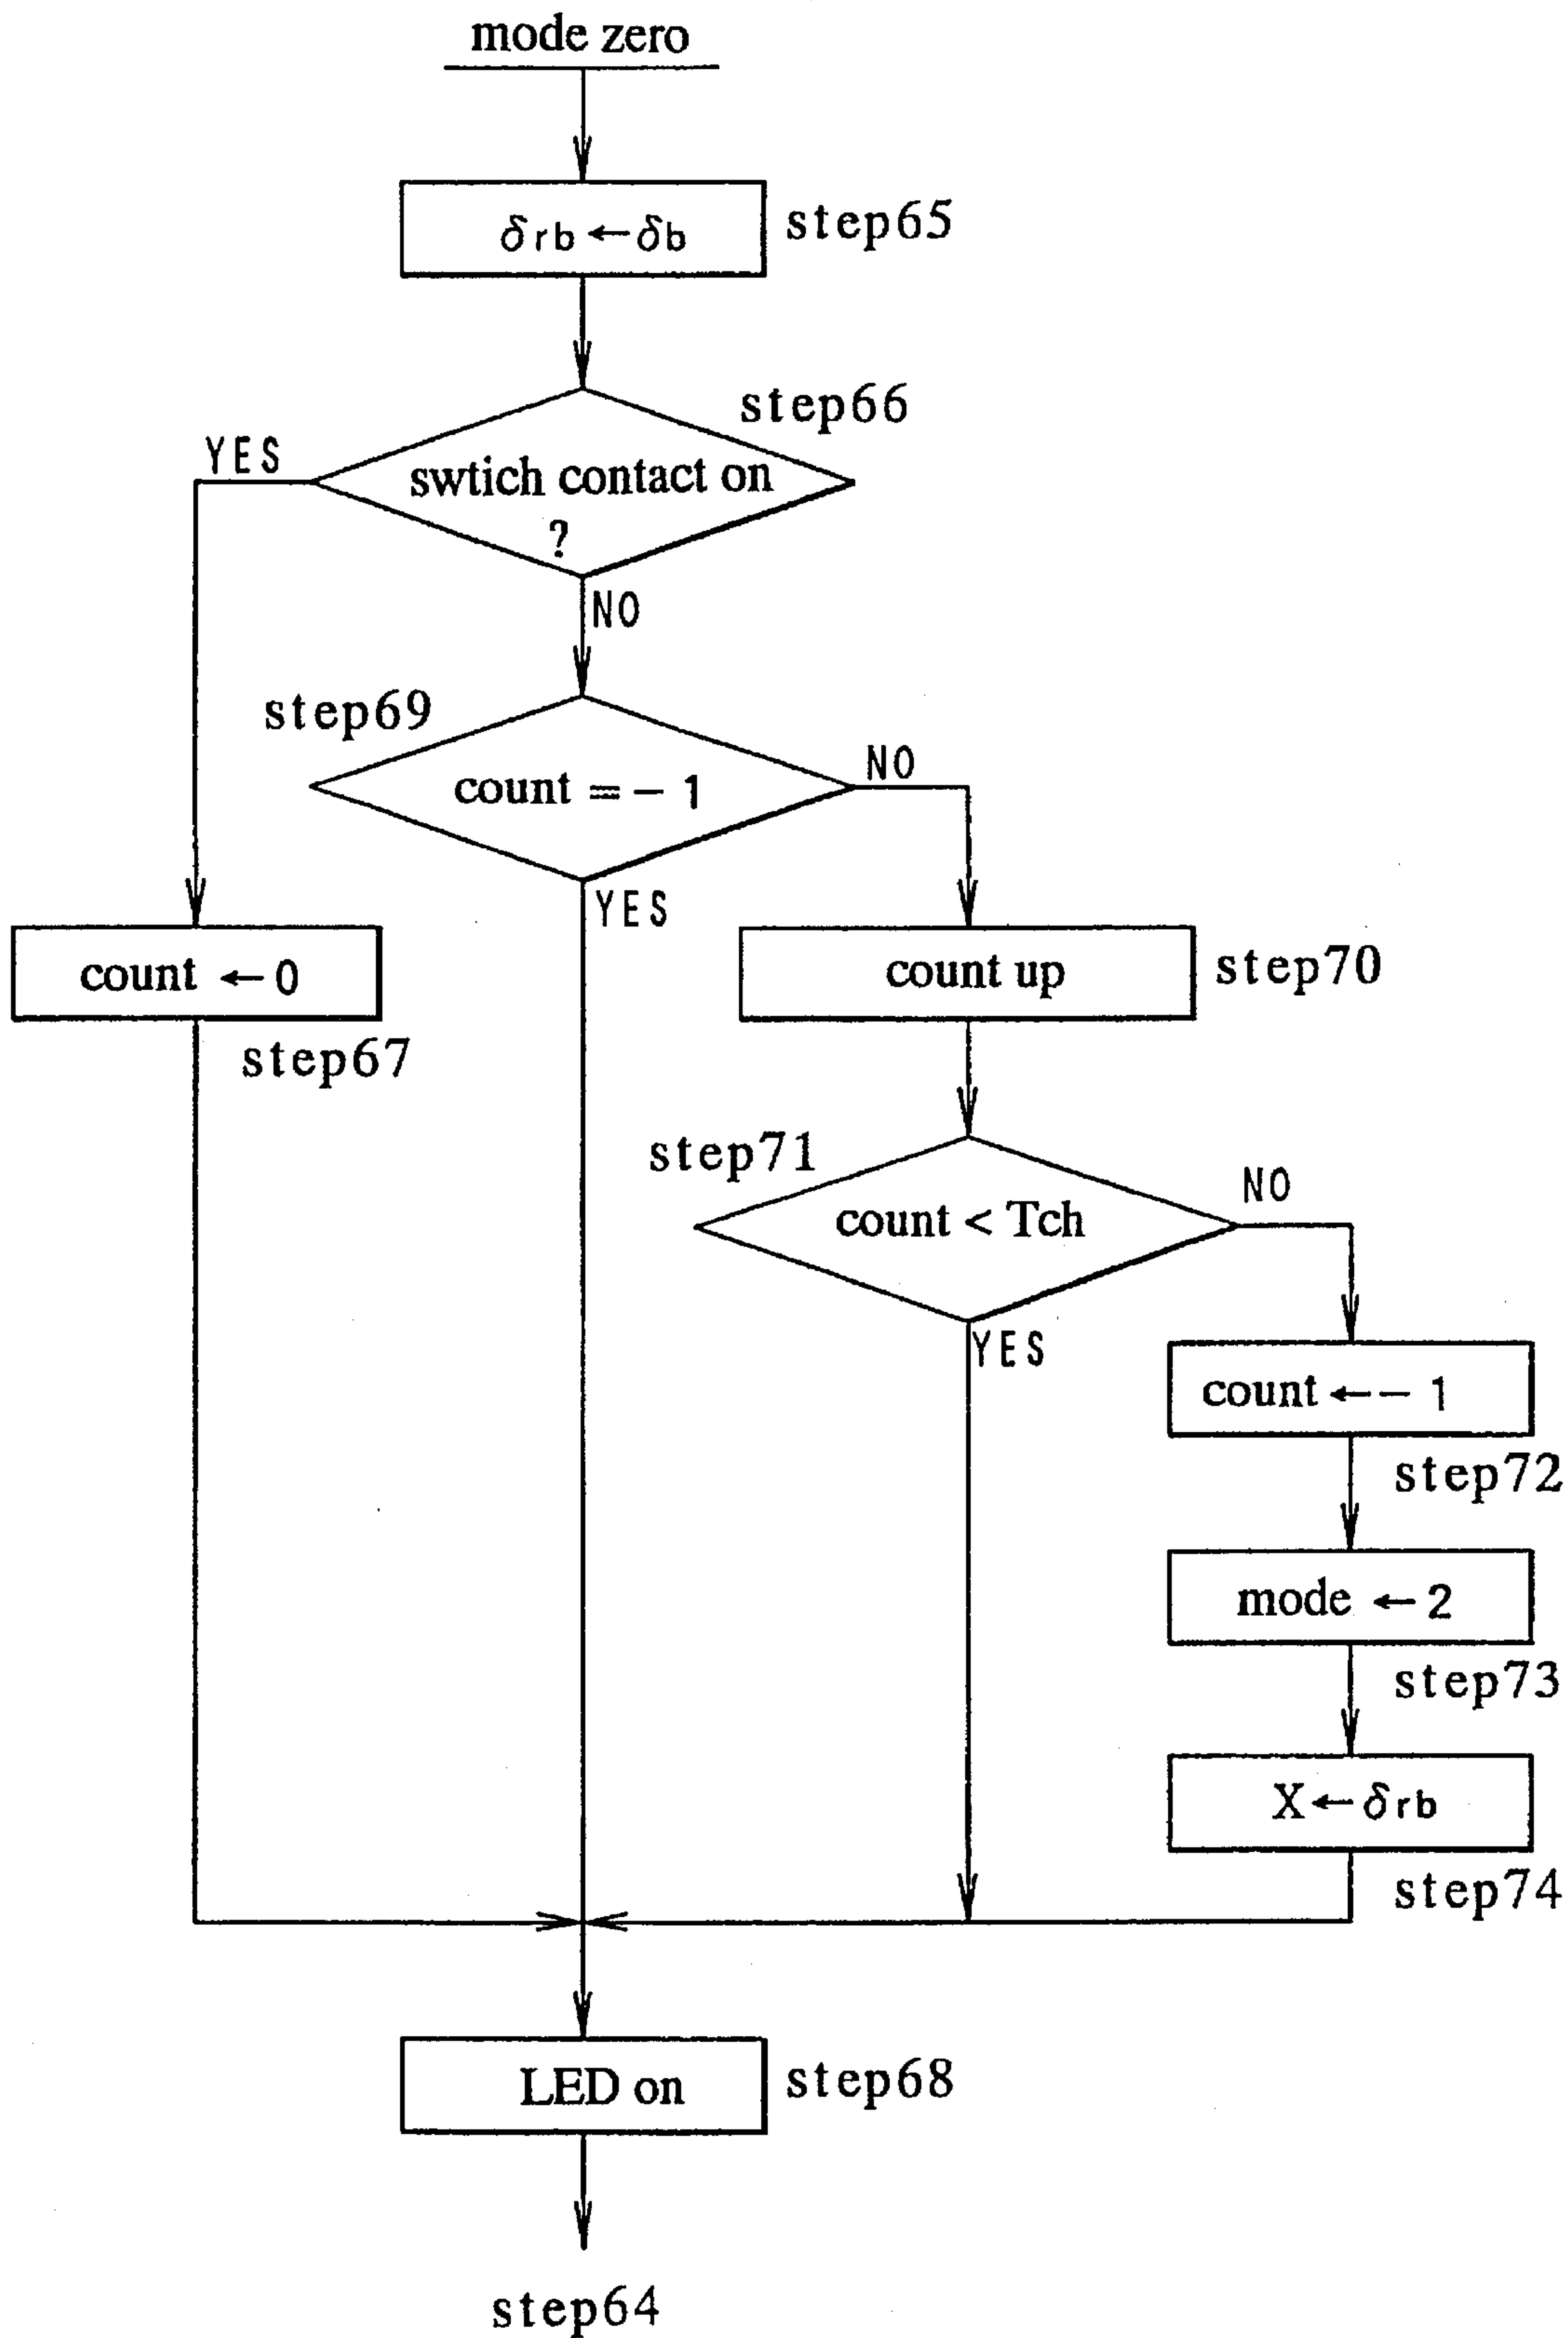 mode zero
δrb ← δb
step65
step66
YES
swtich contact on
?
NO
step69
count = − 1
NO
YES
count ← 0
step67
count up
step70
step71
count < Tch
NO
YES
count ← − 1
step72
mode ← 2
step73
X ← δrb
step74
LED on
step68
step64